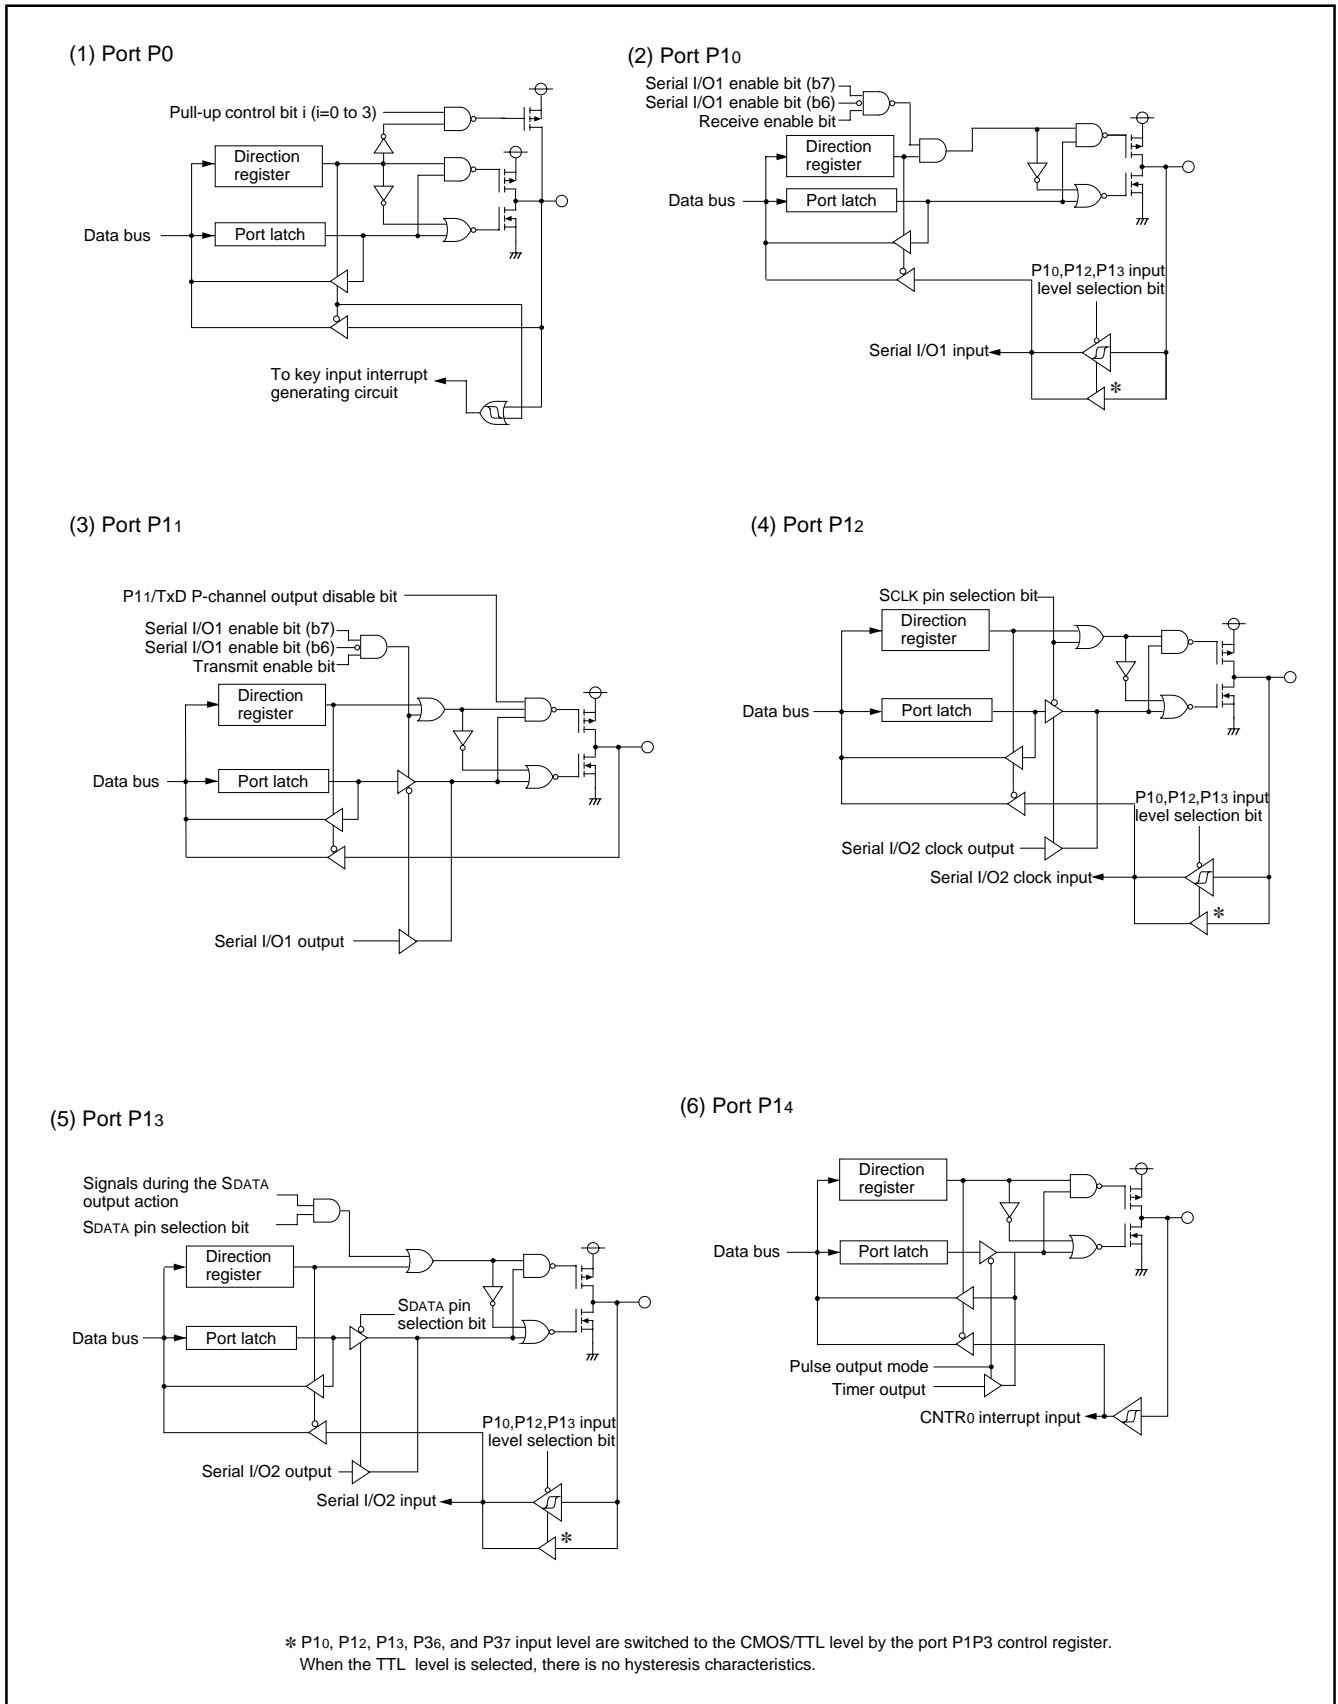 (1) Port P0
Pull-up control bit i (i=0 to 3)
Direction
register
Data bus
Port latch
To key input interrupt
generating circuit
(2) Port P10
Serial I/O1 enable bit (b7)
Serial I/O1 enable bit (b6)
Receive enable bit
Direction
register
Data bus
Port latch
P10,P12,P13 input
level selection bit
Serial I/O1 input
*
(3) Port P11
P11/TxD P-channel output disable bit
Serial I/O1 enable bit (b7)
Serial I/O1 enable bit (b6)
Transmit enable bit
Direction
register
Data bus
Port latch
Serial I/O1 output
(4) Port P12
SCLK pin selection bit
Direction
register
Data bus
Port latch
P10,P12,P13 input
level selection bit
Serial I/O2 clock output
Serial I/O2 clock input
*
(5) Port P13
Signals during the SDATA
output action
SDATA pin selection bit
Direction
register
SDATA pin
selection bit
Data bus
Port latch
P10,P12,P13 input
level selection bit
Serial I/O2 output
Serial I/O2 input
*
(6) Port P14
Direction
register
Data bus
Port latch
Pulse output mode
Timer output
CNTR0 interrupt input
* P10, P12, P13, P36, and P37 input level are switched to the CMOS/TTL level by the port P1P3 control register.
When the TTL level is selected, there is no hysteresis characteristics.